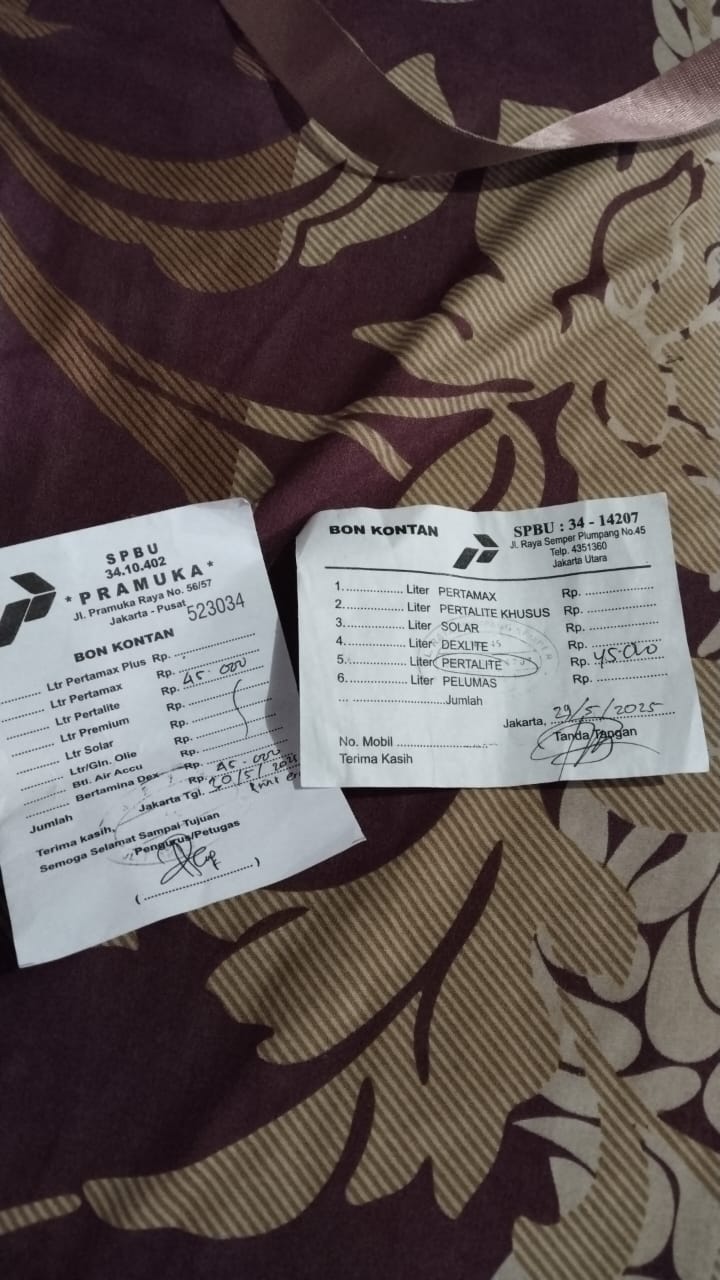 SPBU
34.10.402
* PRAMUKA *
Jl. Pramuka Raya No. 56/57
Jakarta - Pusat 523034
BON KONTAN
........ Ltr Pertamax Plus Rp. ........
........ Ltr Pertamax Rp. 45.000
........ Ltr Pertalite Rp. ........
........ Ltr Premium Rp. ........
........ Ltr Solar Rp. ........
........ Ltr/Gln. Olie Rp. ........
........ Btl. Air Accu Rp. ........
........ Bertamina Dex Rp. 45.000
Jumlah
Jakarta Tgl. 30/5/2025
Terima kasih,
Semoga Selamat Sampai Tujuan
Pengurus/Petugas
(........................)
BON KONTAN
SPBU : 34 - 14207
Jl. Raya Semper Plumpang No.45
Telp. 4351360
Jakarta Utara
1.................. Liter PERTAMAX Rp. ..................
2.................. Liter PERTALITE KHUSUS Rp. ..................
3.................. Liter SOLAR Rp. ..................
4.................. Liter DEXLITE Rp. ..................
5.................. Liter PERTALITE Rp. 45000
6.................. Liter PELUMAS Rp. ..................
.. ........................Jumlah
Jakarta, 29/5/2025
Tanda/Tangan
No. Mobil ..................
Terima Kasih